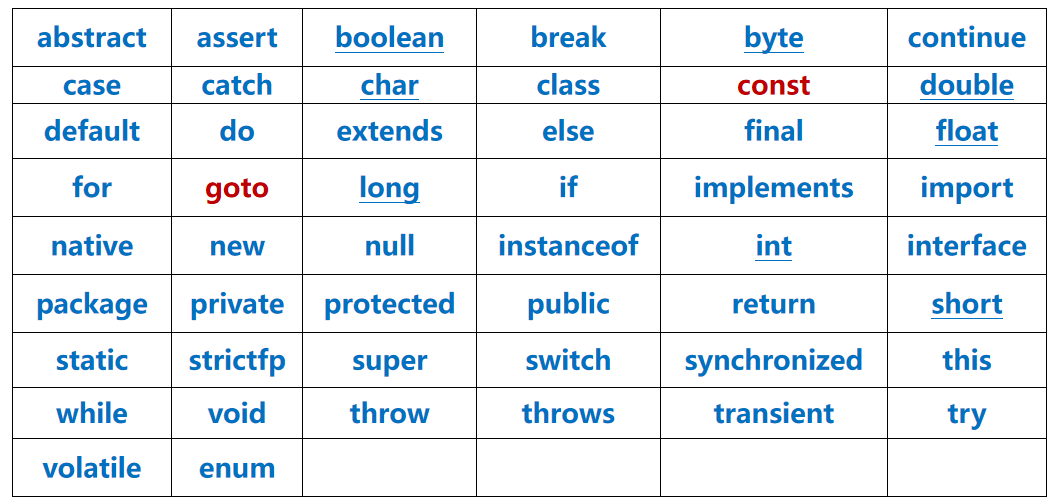 abstract assert boolean break byte continue
case catch char class const double
default do extends else final float
for goto long if implements import
native new null instanceof int interface
package private protected public return short
static strictfp super switch synchronized this
while void throw throws transient try
volatile enum